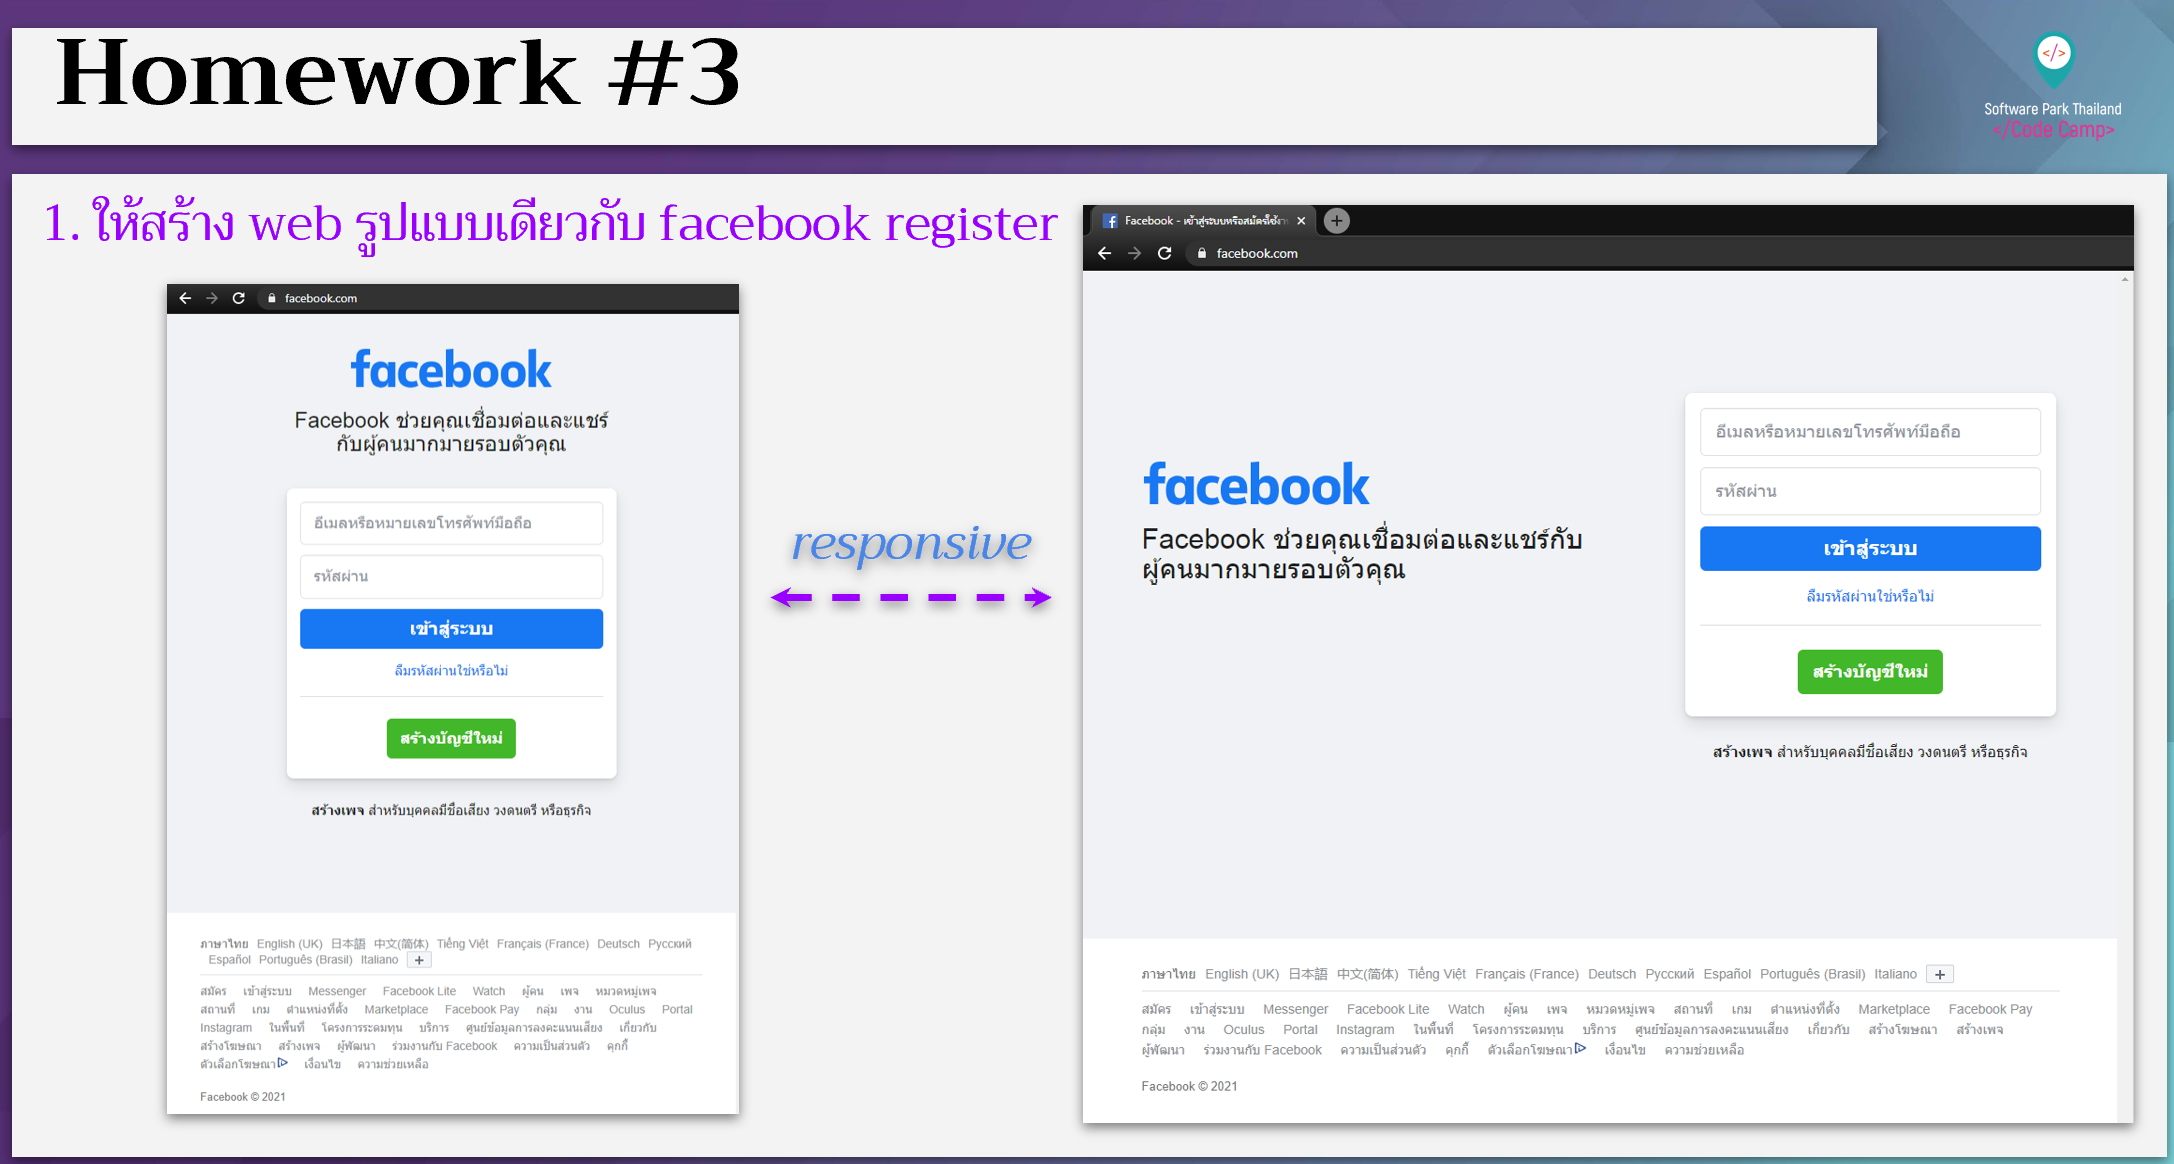 Homework #3
</>
Software Park Thailand
</Code Camp>
1. ให้สร้าง web รูปแบบเดียวกับ facebook register
facebook.com
facebook
Facebook ช่วยคุณเชื่อมต่อและแชร์
กับผู้คนมากมายรอบตัวคุณ
อีเมลหรือหมายเลขโทรศัพท์มือถือ
รหัสผ่าน
เข้าสู่ระบบ
ลืมรหัสผ่านใช่หรือไม่
สร้างบัญชีใหม่
สร้างเพจ สำหรับบุคคลมีชื่อเสียง วงดนตรี หรือธุรกิจ
ภาษาไทย English (UK) 日本語 中文(简体) Tiếng Việt Français (France) Deutsch Русский
Español Português (Brasil) Italiano +
สมัคร เข้าสู่ระบบ Messenger Facebook Lite Watch ผู้คน เพจ หมวดหมู่เพจ
สถานที่ เกม ตำแหน่งที่ตั้ง Marketplace Facebook Pay กลุ่ม งาน Oculus Portal
Instagram ในพื้นที่ โครงการระดมทุน บริการ ศูนย์ข้อมูลการลงคะแนนเสียง เกี่ยวกับ
สร้างโฆษณา สร้างเพจ ผู้พัฒนา ร่วมงานกับ Facebook ความเป็นส่วนตัว คุกกี้
ตัวเลือกโฆษณา เงื่อนไข ความช่วยเหลือ
Facebook © 2021
responsive
Facebook - เข้าสู่ระบบหรือสมัครใช้งา
facebook.com
facebook
Facebook ช่วยคุณเชื่อมต่อและแชร์กับ
ผู้คนมากมายรอบตัวคุณ
อีเมลหรือหมายเลขโทรศัพท์มือถือ
รหัสผ่าน
เข้าสู่ระบบ
ลืมรหัสผ่านใช่หรือไม่
สร้างบัญชีใหม่
สร้างเพจ สำหรับบุคคลมีชื่อเสียง วงดนตรี หรือธุรกิจ
ภาษาไทย English (UK) 日本語 中文(简体) Tiếng Việt Français (France) Deutsch Русский Español Português (Brasil) Italiano +
สมัคร เข้าสู่ระบบ Messenger Facebook Lite Watch ผู้คน เพจ หมวดหมู่เพจ สถานที่ เกม ตำแหน่งที่ตั้ง Marketplace Facebook Pay
กลุ่ม งาน Oculus Portal Instagram ในพื้นที่ โครงการระดมทุน บริการ ศูนย์ข้อมูลการลงคะแนนเสียง เกี่ยวกับ สร้างโฆษณา สร้างเพจ
ผู้พัฒนา ร่วมงานกับ Facebook ความเป็นส่วนตัว คุกกี้ ตัวเลือกโฆษณา เงื่อนไข ความช่วยเหลือ
Facebook © 2021